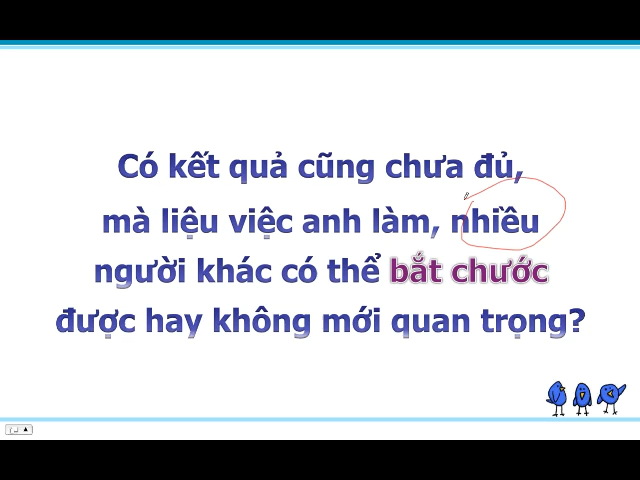 Có kết quả cũng chưa đủ,
mà liệu việc anh làm, nhiều
người khác có thể bắt chước
được hay không mới quan trọng?